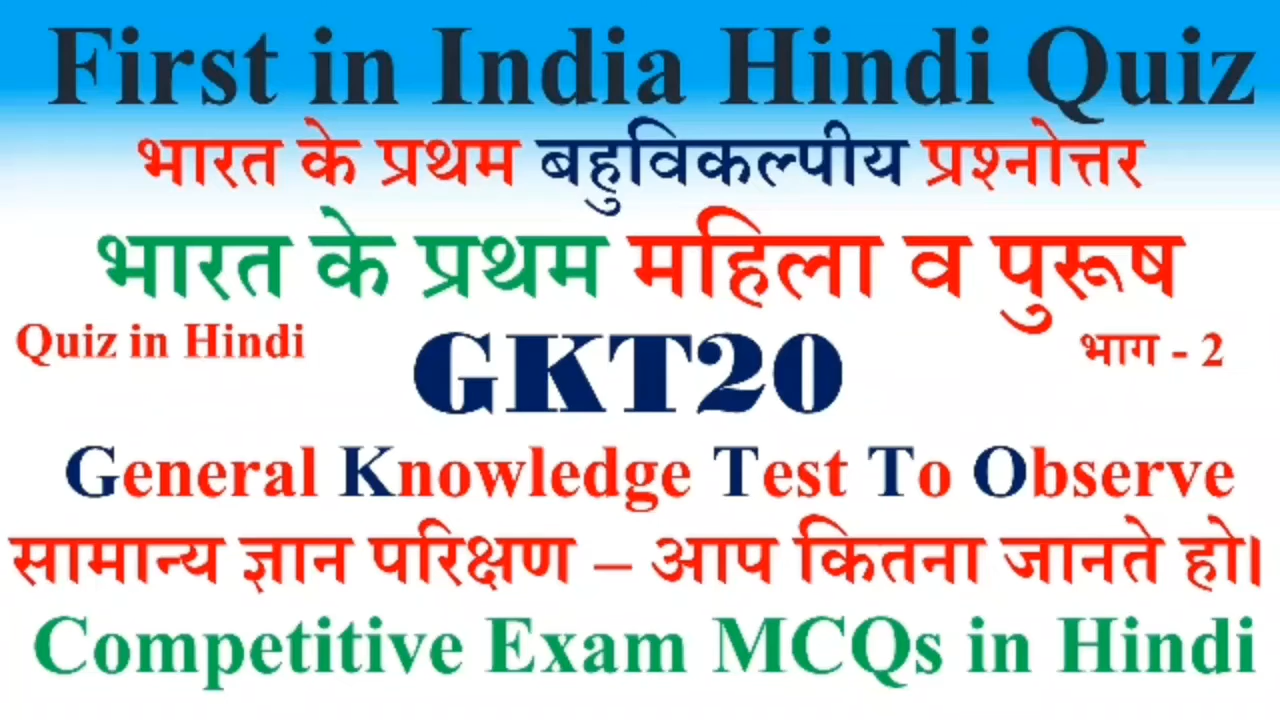 First in India Hindi Quiz
भारत के प्रथम बहुविकल्पीय प्रश्नोत्तर
भारत के प्रथम महिला व पुरूष
Quiz in Hindi
GKT20
भाग - 2
General Knowledge Test To Observe
सामान्य ज्ञान परिक्षण – आप कितना जानते हो।
Competitive Exam MCQs in Hindi